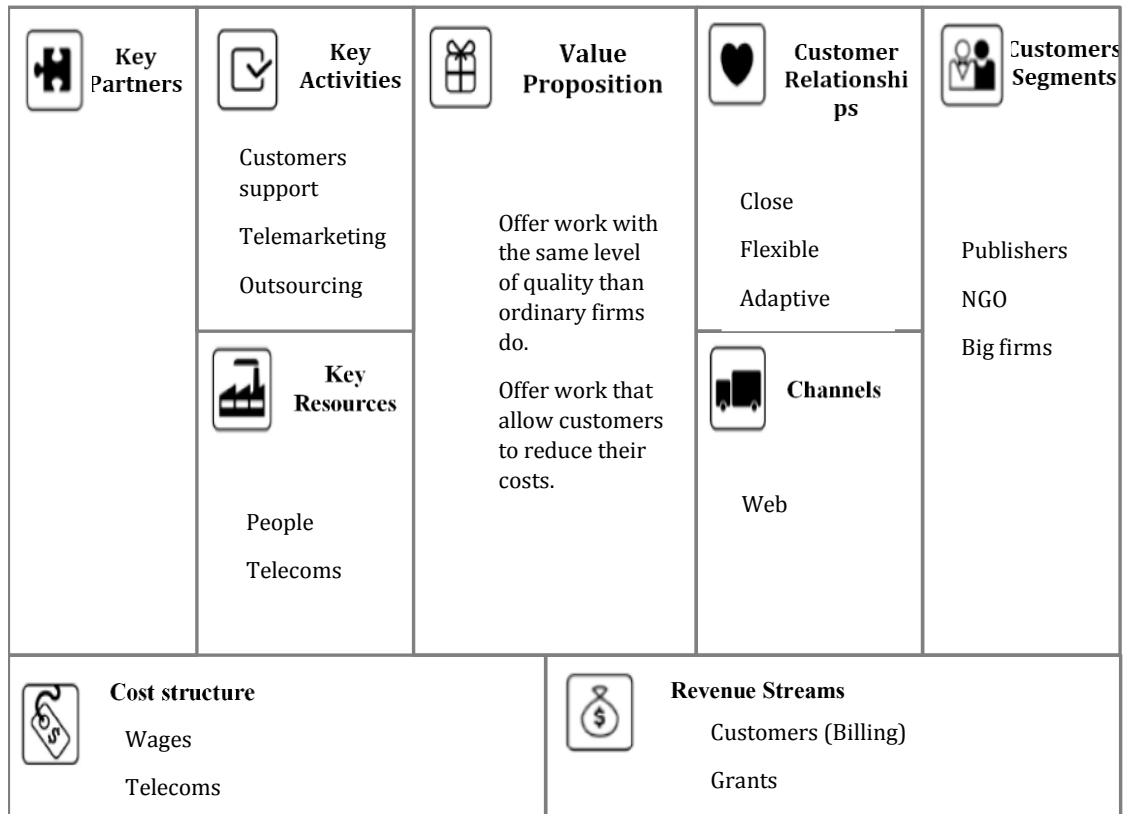 Key
Partners
Key
Activities
Customers
support
Telemarketing
Outsourcing
Key
Resources
People
Telecoms
Value
Proposition
Offer work with
the same level
of quality than
ordinary firms
do.
Offer work that
allow customers
to reduce their
costs.
Customer
Relationshi
ps
Close
Flexible
Adaptive
Channels
Web
Customers
Segments
Publishers
NGO
Big firms
Cost structure
Wages
Telecoms
Revenue Streams
Customers (Billing)
Grants